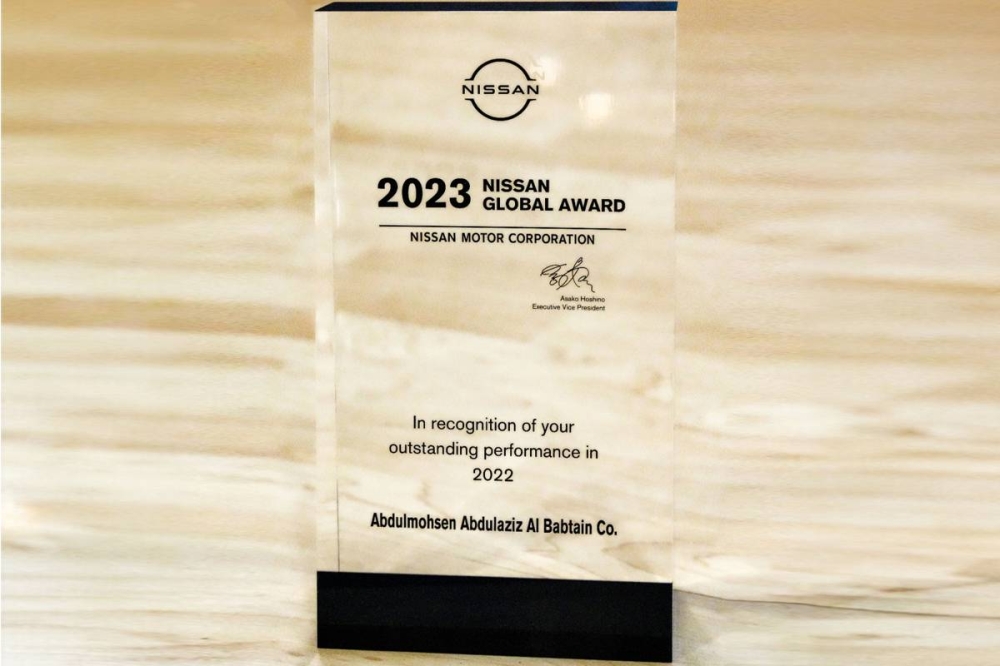 NISSAN
2023 NISSAN
GLOBAL AWARD
NISSAN MOTOR CORPORATION
Asako Hoshino
Executive Vice President
In recognition of your
outstanding performance in
2022
Abdulmohsen Abdulaziz Al Babtain Co.